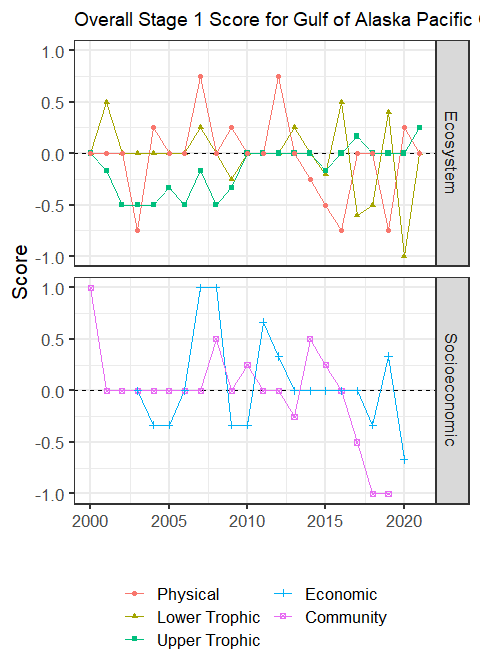 Overall Stage 1 Score for Gulf of Alaska Pacific
1.0
0.5
0.0
-0.5
-1.0
Ecosystem
Score
1.0
0.5
0.0
-0.5
-1.0
Socioeconomic
2000 2005 2010 2015 2020
Physical Economic
Lower Trophic Community
Upper Trophic